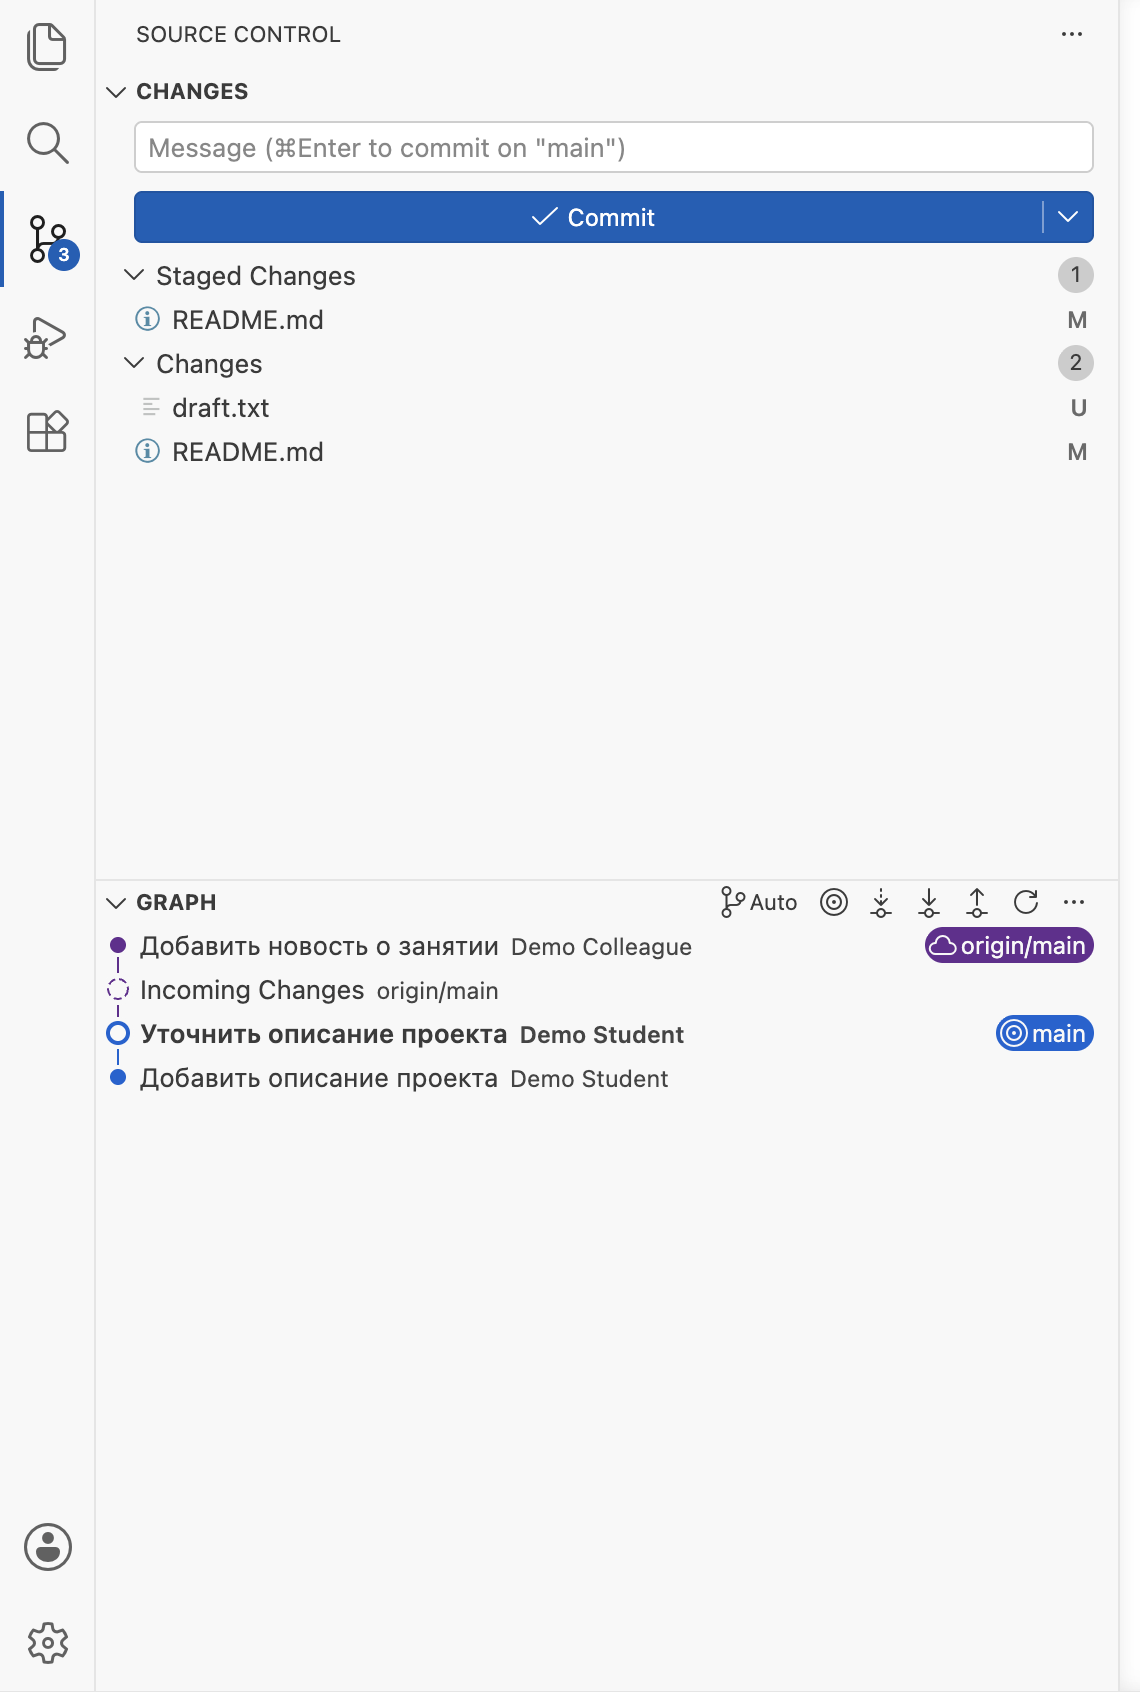 SOURCE CONTROL
CHANGES
Message (⌘Enter to commit on "main")
Commit
3
Staged Changes 1
README.md M
Changes 2
draft.txt U
README.md M
GRAPH Auto
Добавить новость о занятии Demo Colleague origin/main
Incoming Changes origin/main
Уточнить описание проекта Demo Student main
Добавить описание проекта Demo Student